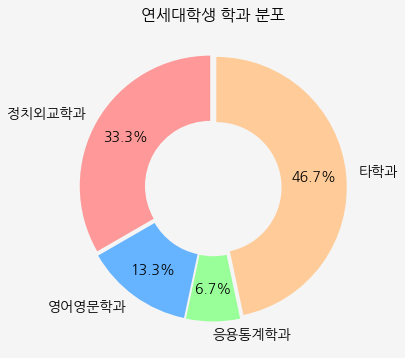 연세대학생 학과 분포
정치외교학과
33.3%
46.7%
타학과
13.3%
영어영문학과
6.7%
응용통계학과